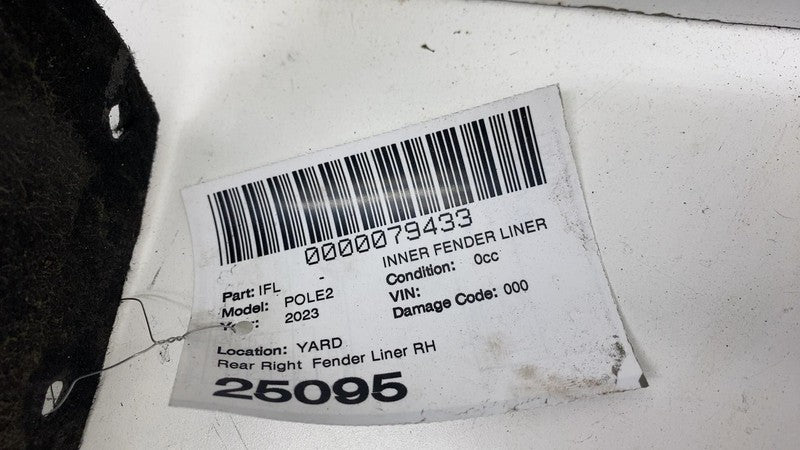 0000079433
Part: IFL - INNER FENDER LINER
Model: POLE2 Condition: 0cc
2023 VIN:
Damage Code: 000
Location: YARD
Rear Right Fender Liner RH
25095